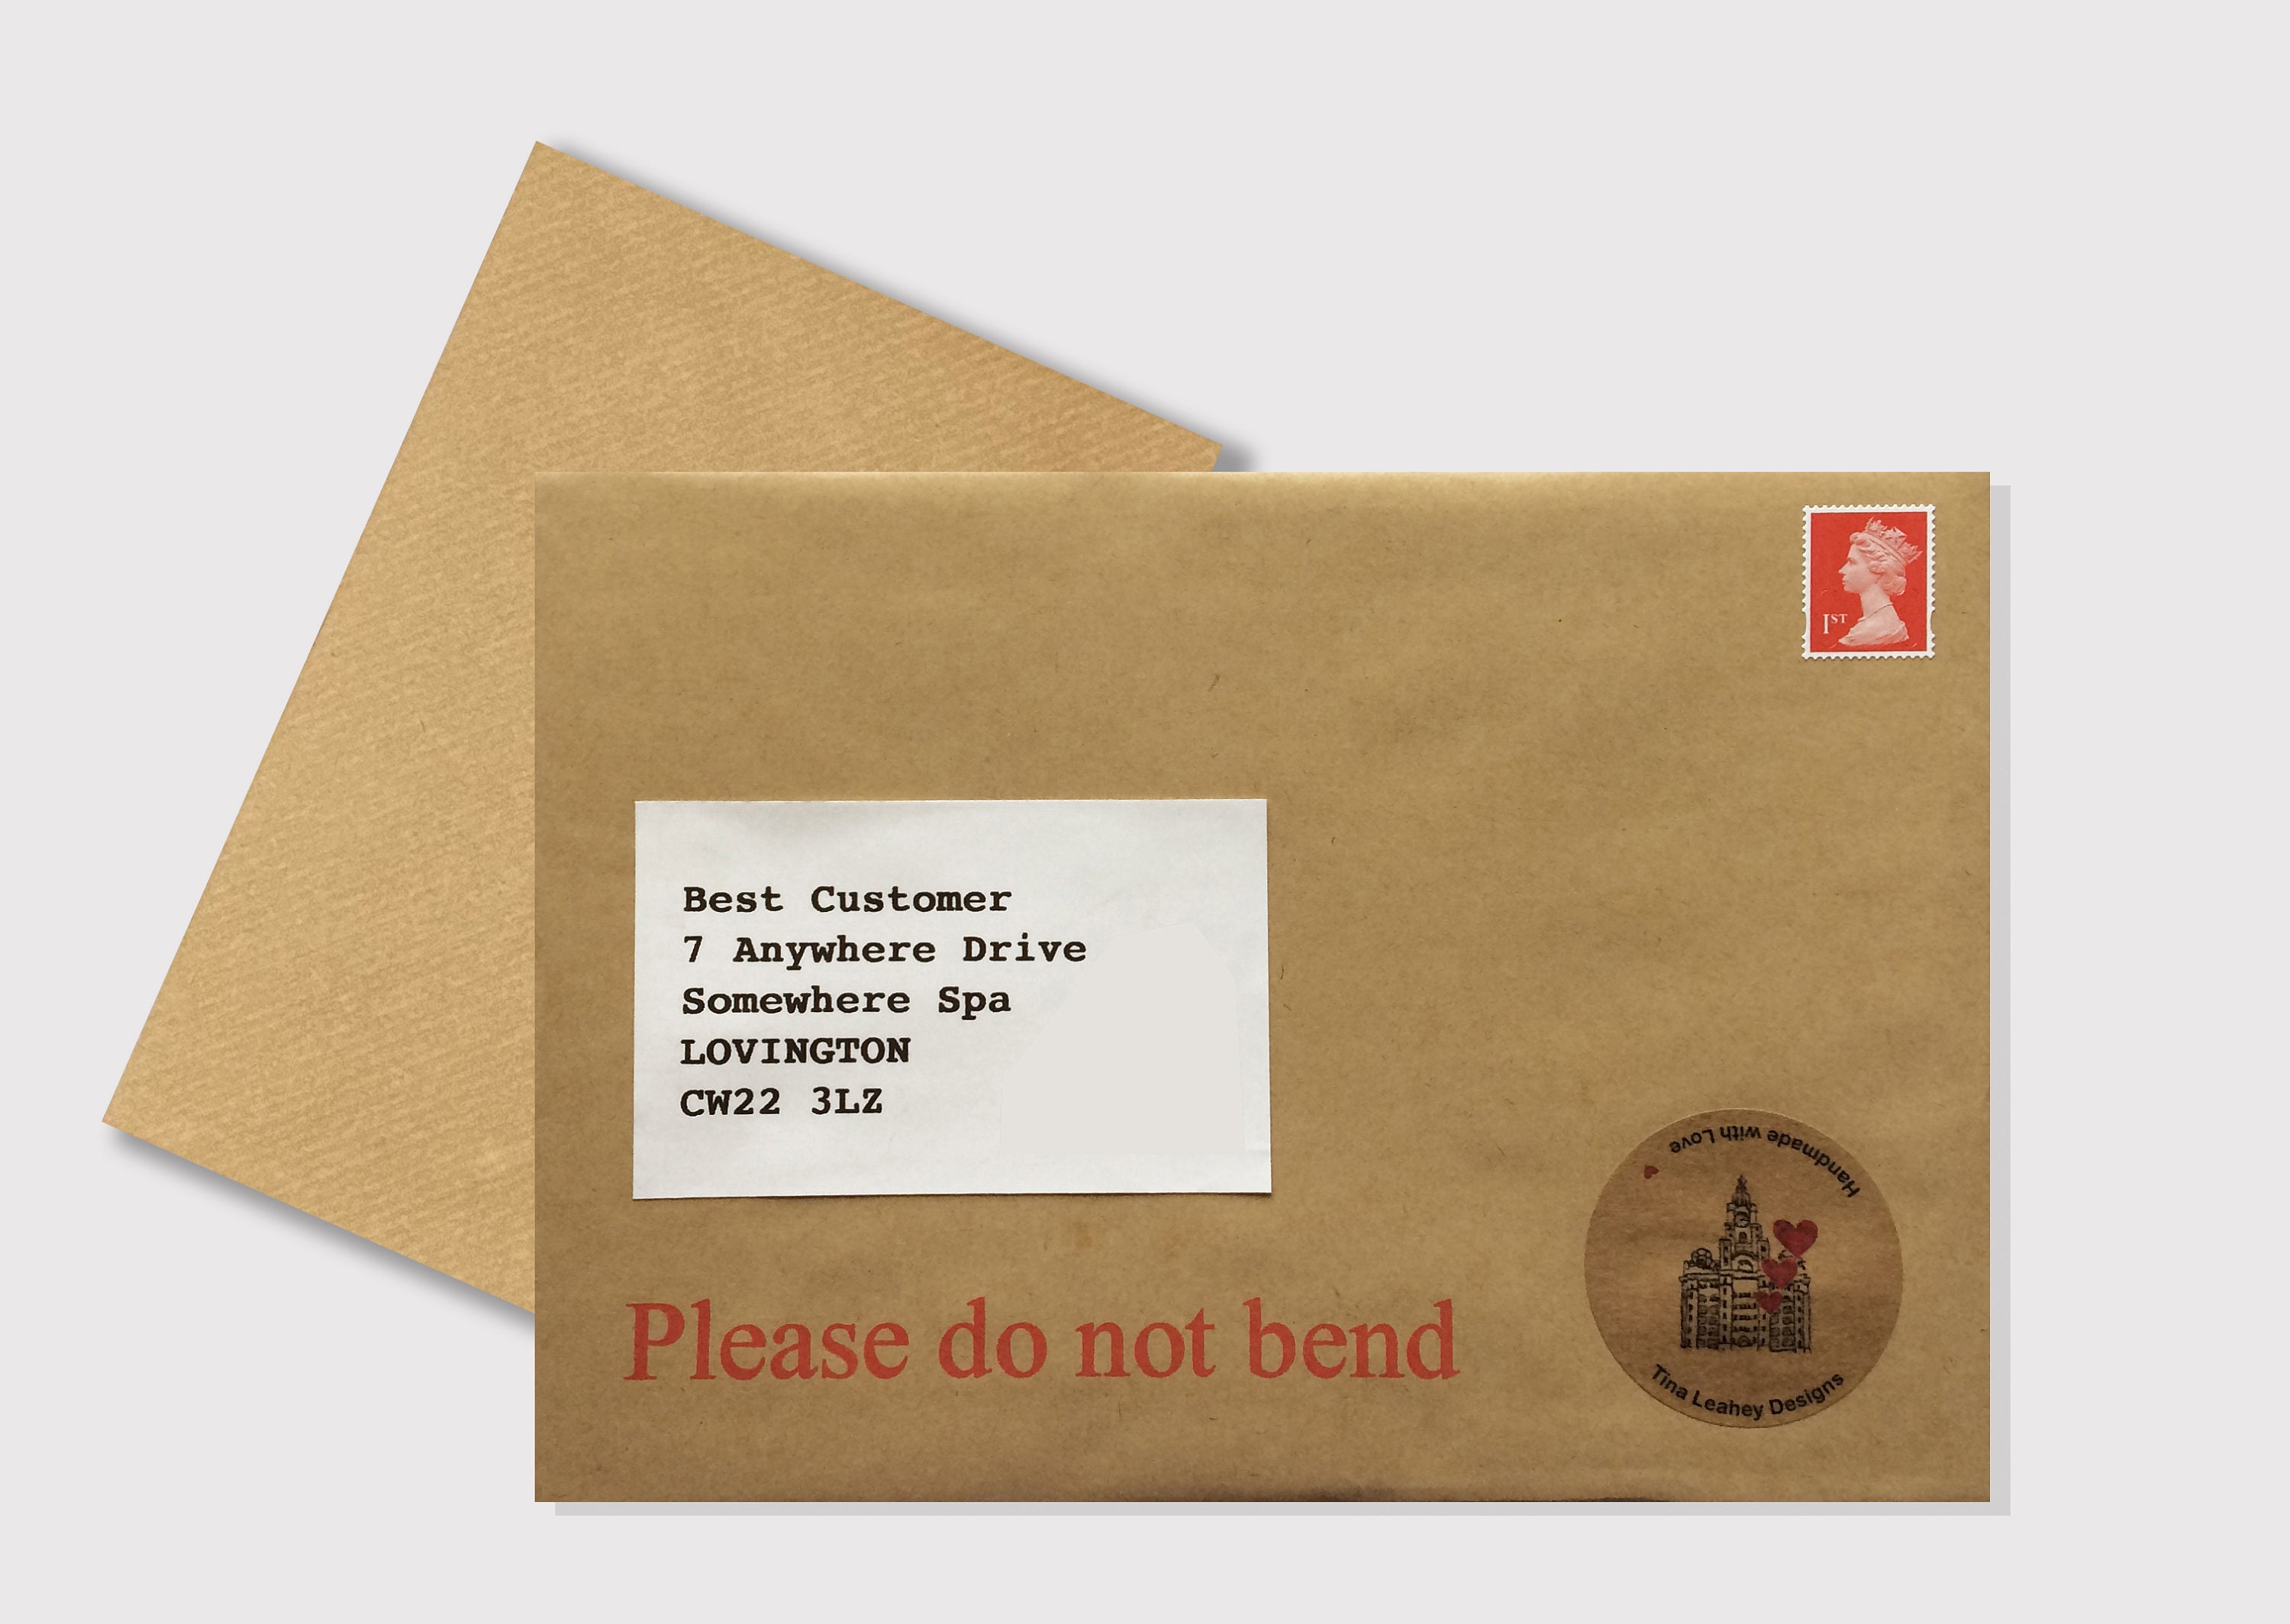 1ST
Best Customer
7 Anywhere Drive
Somewhere Spa
LOVINGTON
CW22 3LZ
Handmade with Love
Tina Leahey Designs
Please do not bend